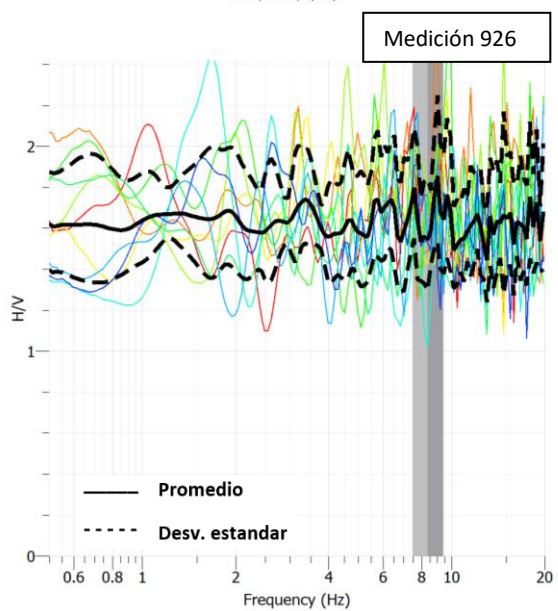 Medición 926
2
1
0
H/V
Promedio
Desv. estandar
0.6 0.8 1 2 4 6 8 10 20
Frequency (Hz)